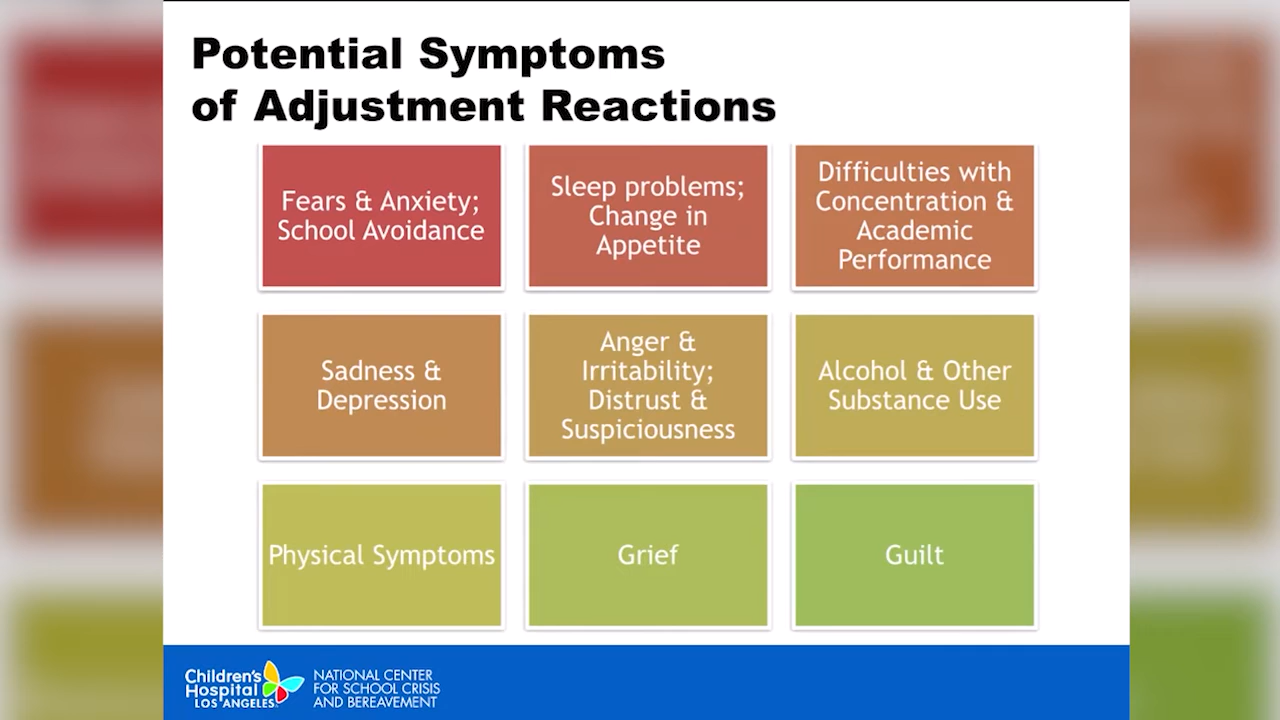 Potential Symptoms
of Adjustment Reactions
Fears & Anxiety;
School Avoidance
Sleep problems;
Change in
Appetite
Difficulties with
Concentration &
Academic
Performance
Sadness &
Depression
Anger &
Irritability;
Distrust &
Suspiciousness
Alcohol & Other
Substance Use
Physical Symptoms
Grief
Guilt
Children's
Hospital
LOS ANGELES
NATIONAL CENTER
FOR SCHOOL CRISIS
AND BEREAVEMENT